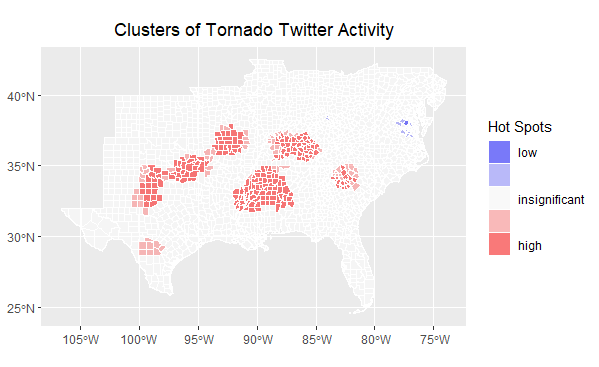 Clusters of Tornado Twitter Activity
40°N
35°N
30°N
25°N
105°W
100°W
95°W
90°W
85°W
80°W
75°W
Hot Spots
low
insignificant
high